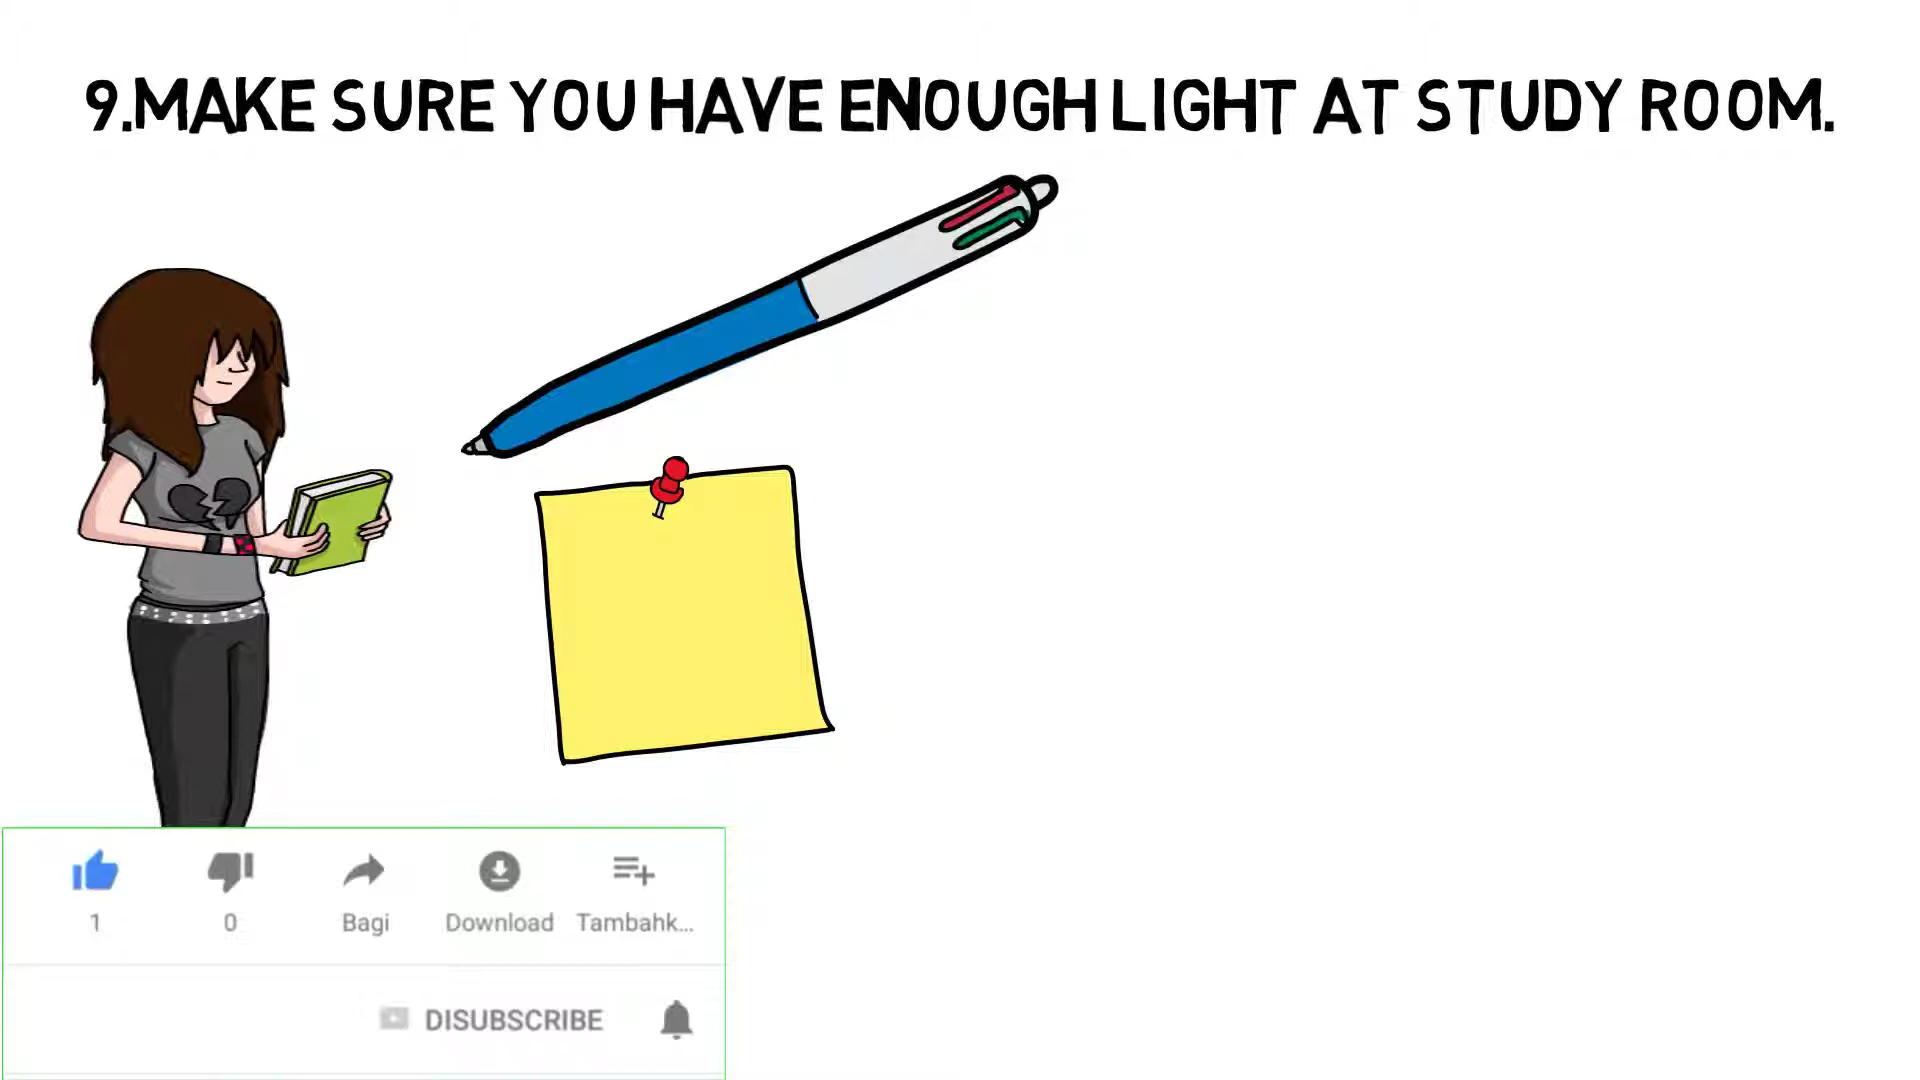 9.MAKE SURE YOU HAVE ENOUGH LIGHT AT STUDY ROOM.
1 0 Bagi Download Tambahk...
DISUBSCRIBE